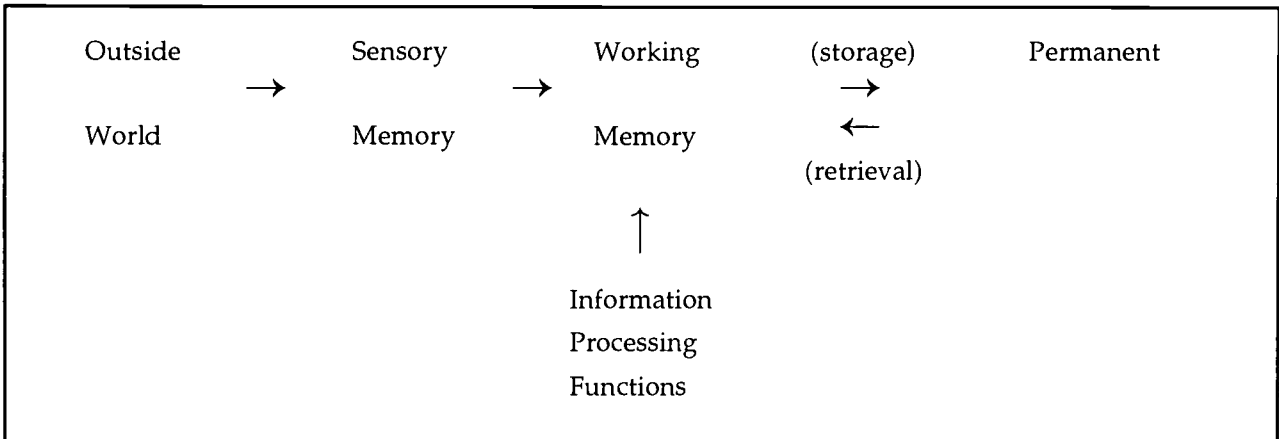 Outside Sensory Working (storage) Permanent
→ → →
World Memory Memory ←
(retrieval)
↑
Information
Processing
Functions